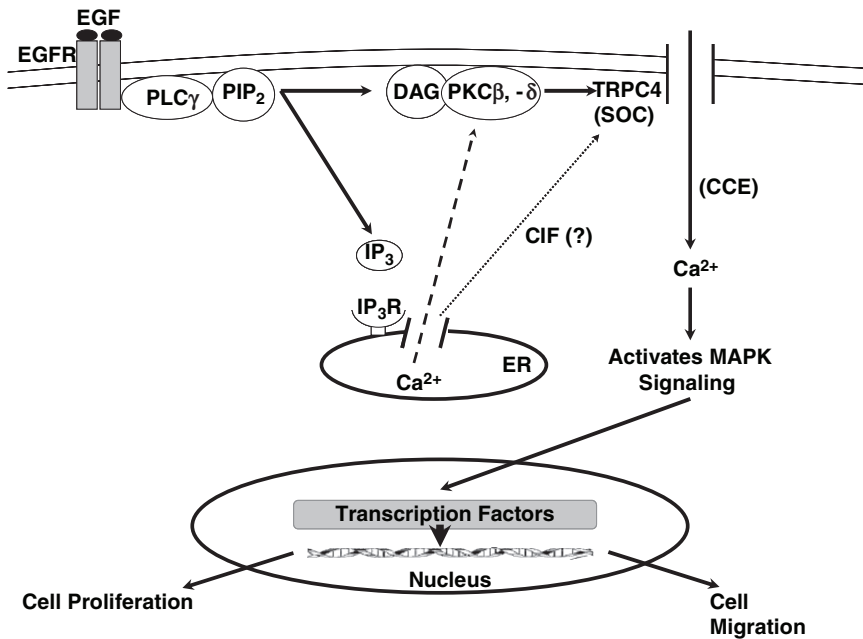 EGF
EGFR
PLCγ
PIP₂
DAG
PKCβ, -δ
TRPC4
(SOC)
(CCE)
CIF (?)
IP₃
Ca²⁺
IP₃R
ER
Ca²⁺
Activates MAPK
Signaling
Transcription Factors
Nucleus
Cell Proliferation
Cell
Migration